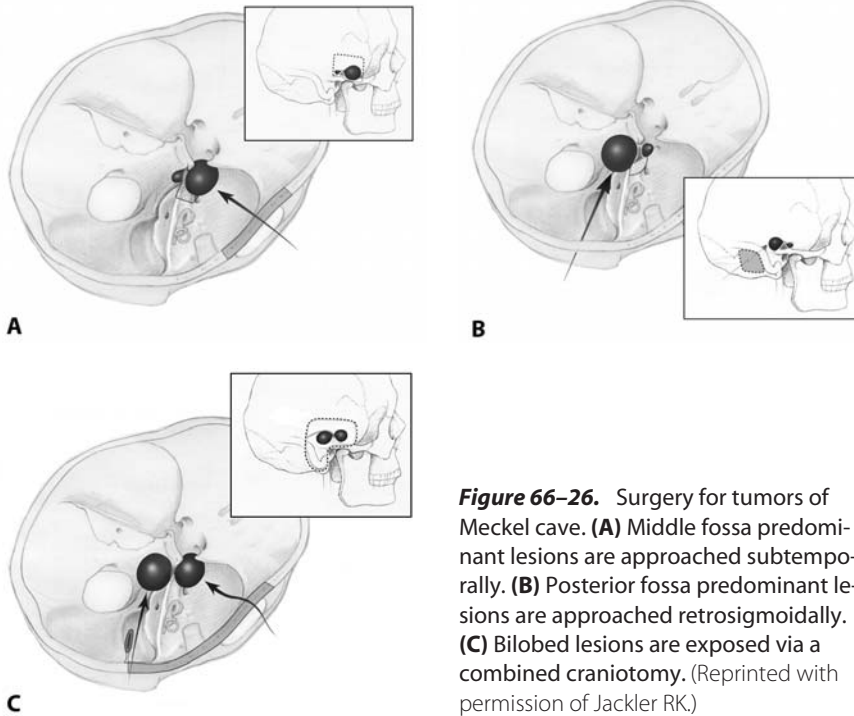 A
B
C
Figure 66–26. Surgery for tumors of
Meckel cave. (A) Middle fossa predomi-
nant lesions are approached subtempo-
rally. (B) Posterior fossa predominant le-
sions are approached retrosigmoidally.
(C) Bilobed lesions are exposed via a
combined craniotomy. (Reprinted with
permission of Jackler RK.)